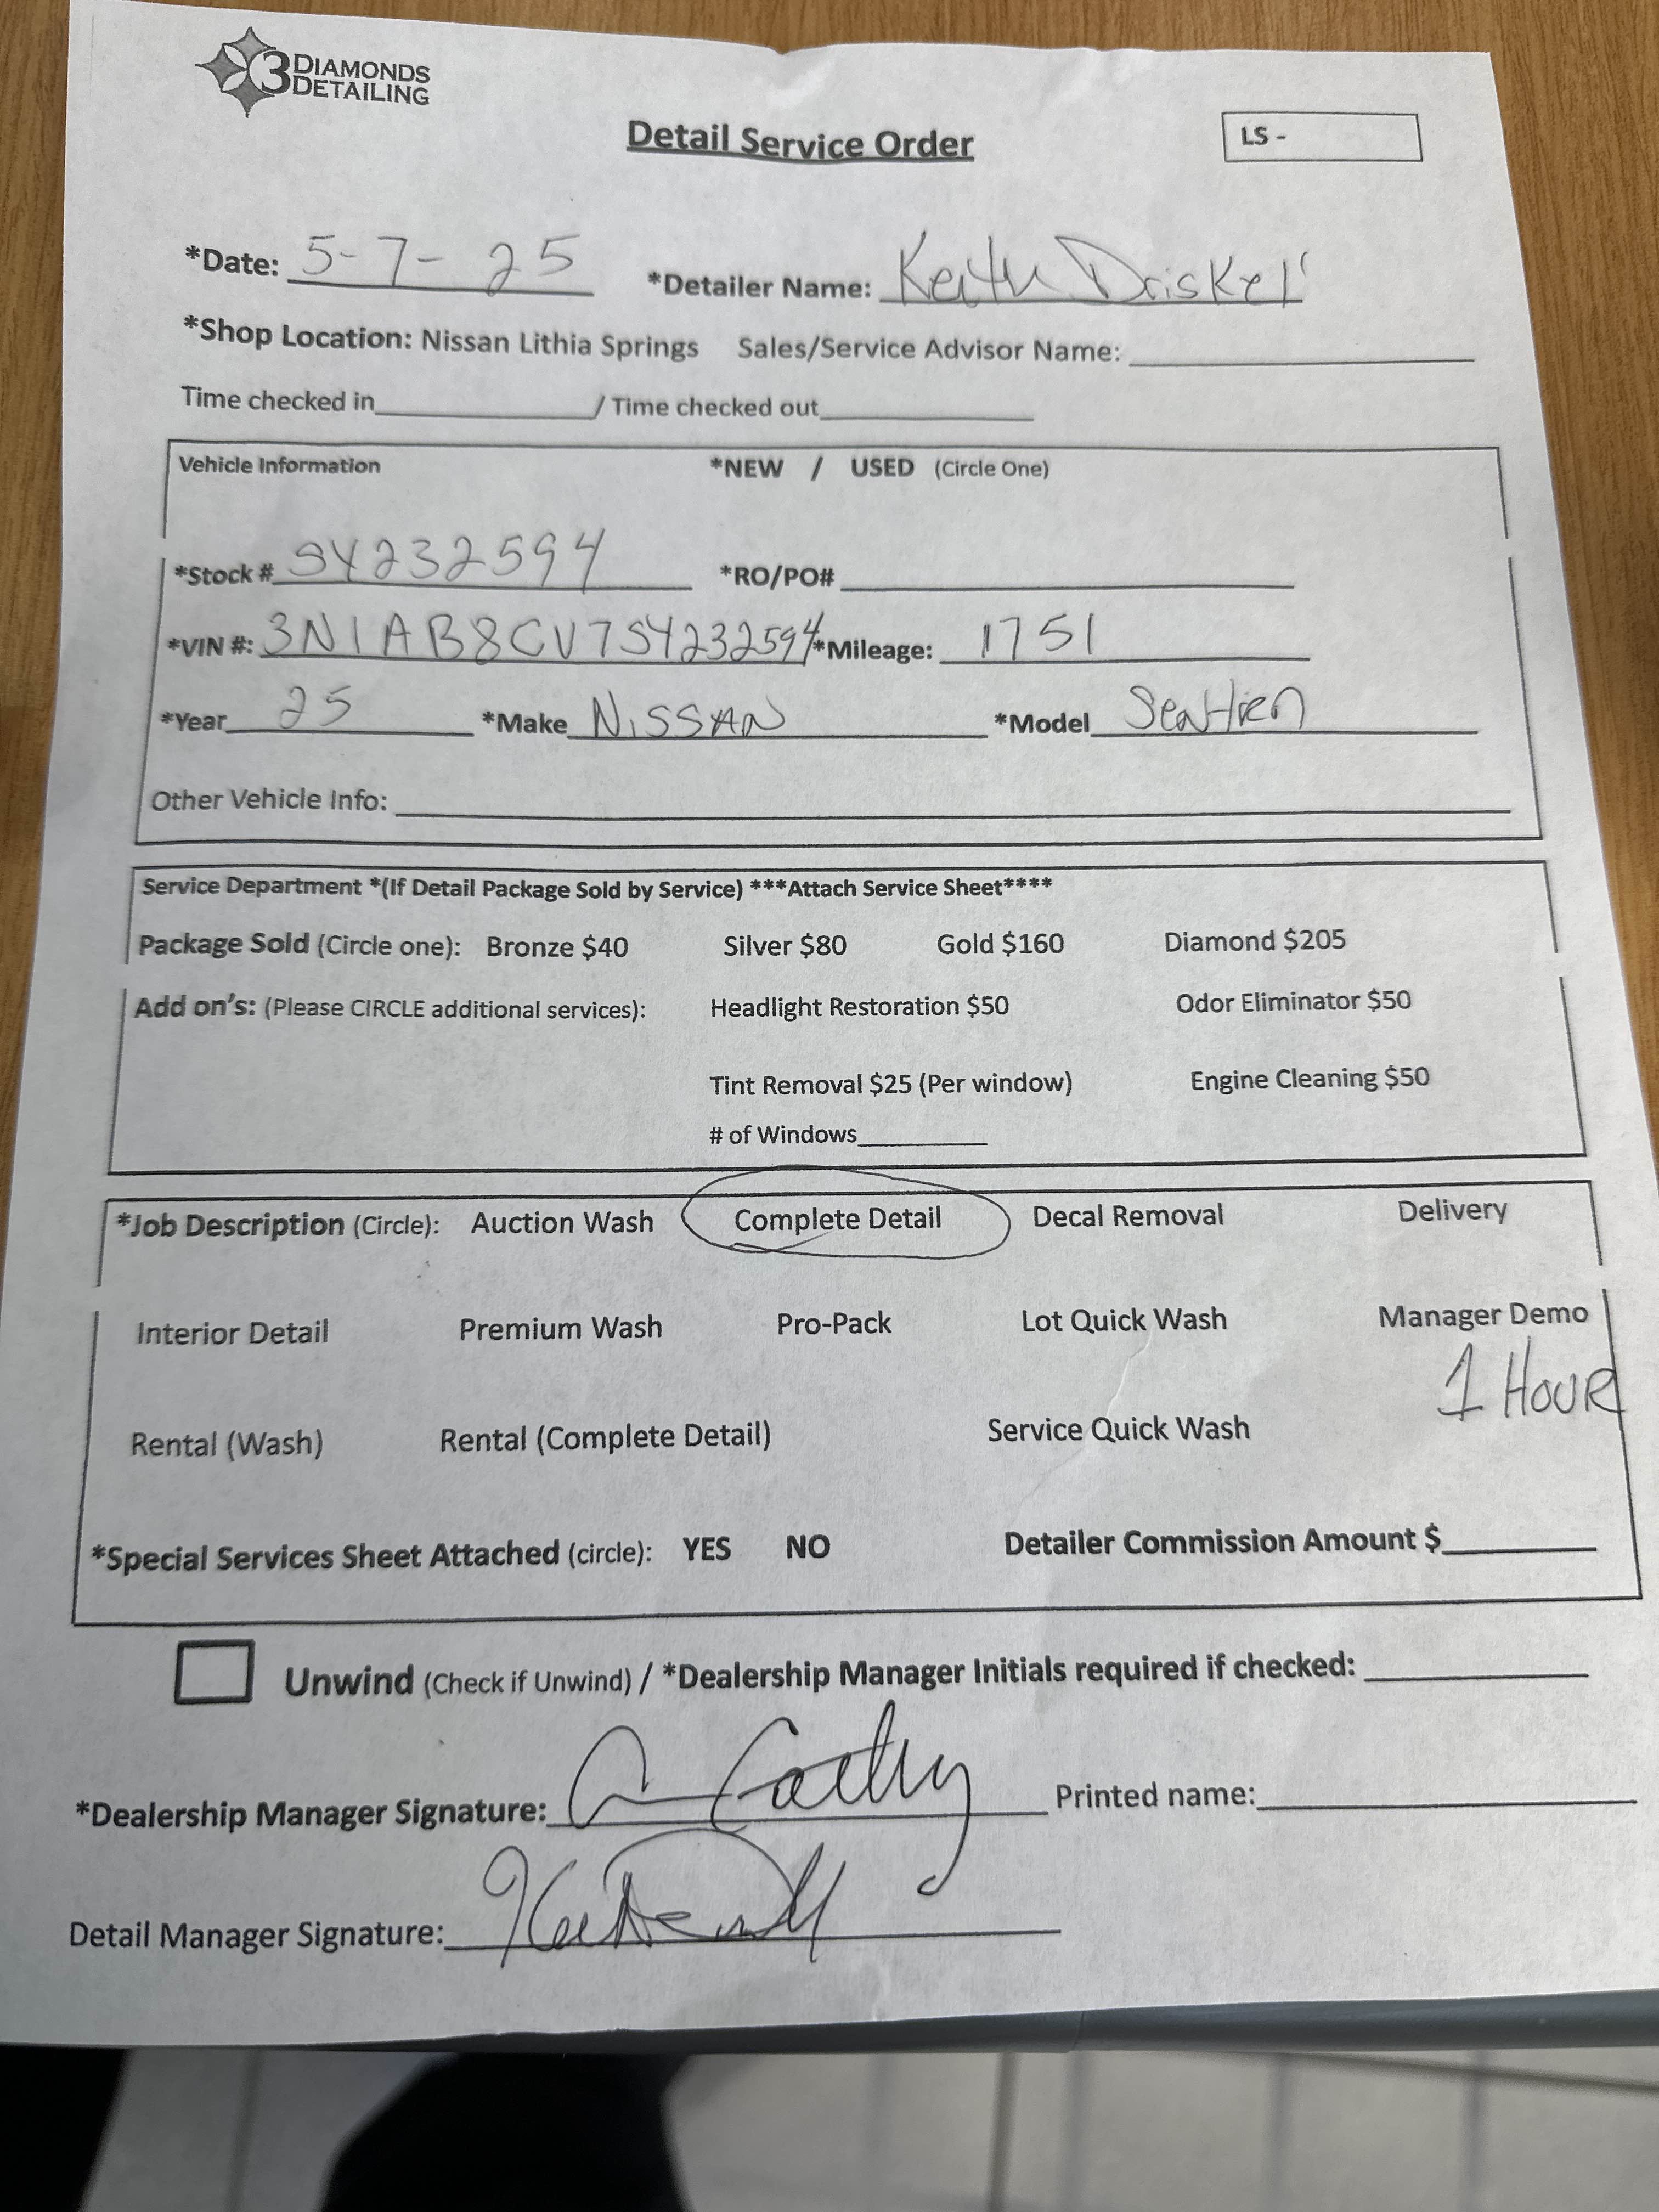 3 DIAMONDS
DETAILING
Detail Service Order
LS -
*Date: 5-7-25 *Detailer Name: Keith Driskel
*Shop Location: Nissan Lithia Springs Sales/Service Advisor Name:
Time checked in / Time checked out
Vehicle Information *NEW / USED (Circle One)
*Stock # SY232594 *RO/PO#
*VIN #: 3N1AB8CV7SY232594 *Mileage: 1751
*Year 25 *Make NISSAN *Model
Other Vehicle Info:
Service Department *(If Detail Package Sold by Service) ***Attach Service Sheet****
Package Sold (Circle one): Bronze $40 Silver $80 Gold $160 Diamond $205
Add on's: (Please CIRCLE additional services): Headlight Restoration $50 Odor Eliminator $50
Tint Removal $25 (Per window) Engine Cleaning $50
# of Windows
*Job Description (Circle): Auction Wash Complete Detail Decal Removal Delivery
Interior Detail Premium Wash Pro-Pack Lot Quick Wash Manager Demo
1 HOUR
Rental (Wash) Rental (Complete Detail) Service Quick Wash
*Special Services Sheet Attached (circle): YES NO Detailer Commission Amount $
Unwind (Check if Unwind) / *Dealership Manager Initials required if checked:
*Dealership Manager Signature: Printed name:
Detail Manager Signature: